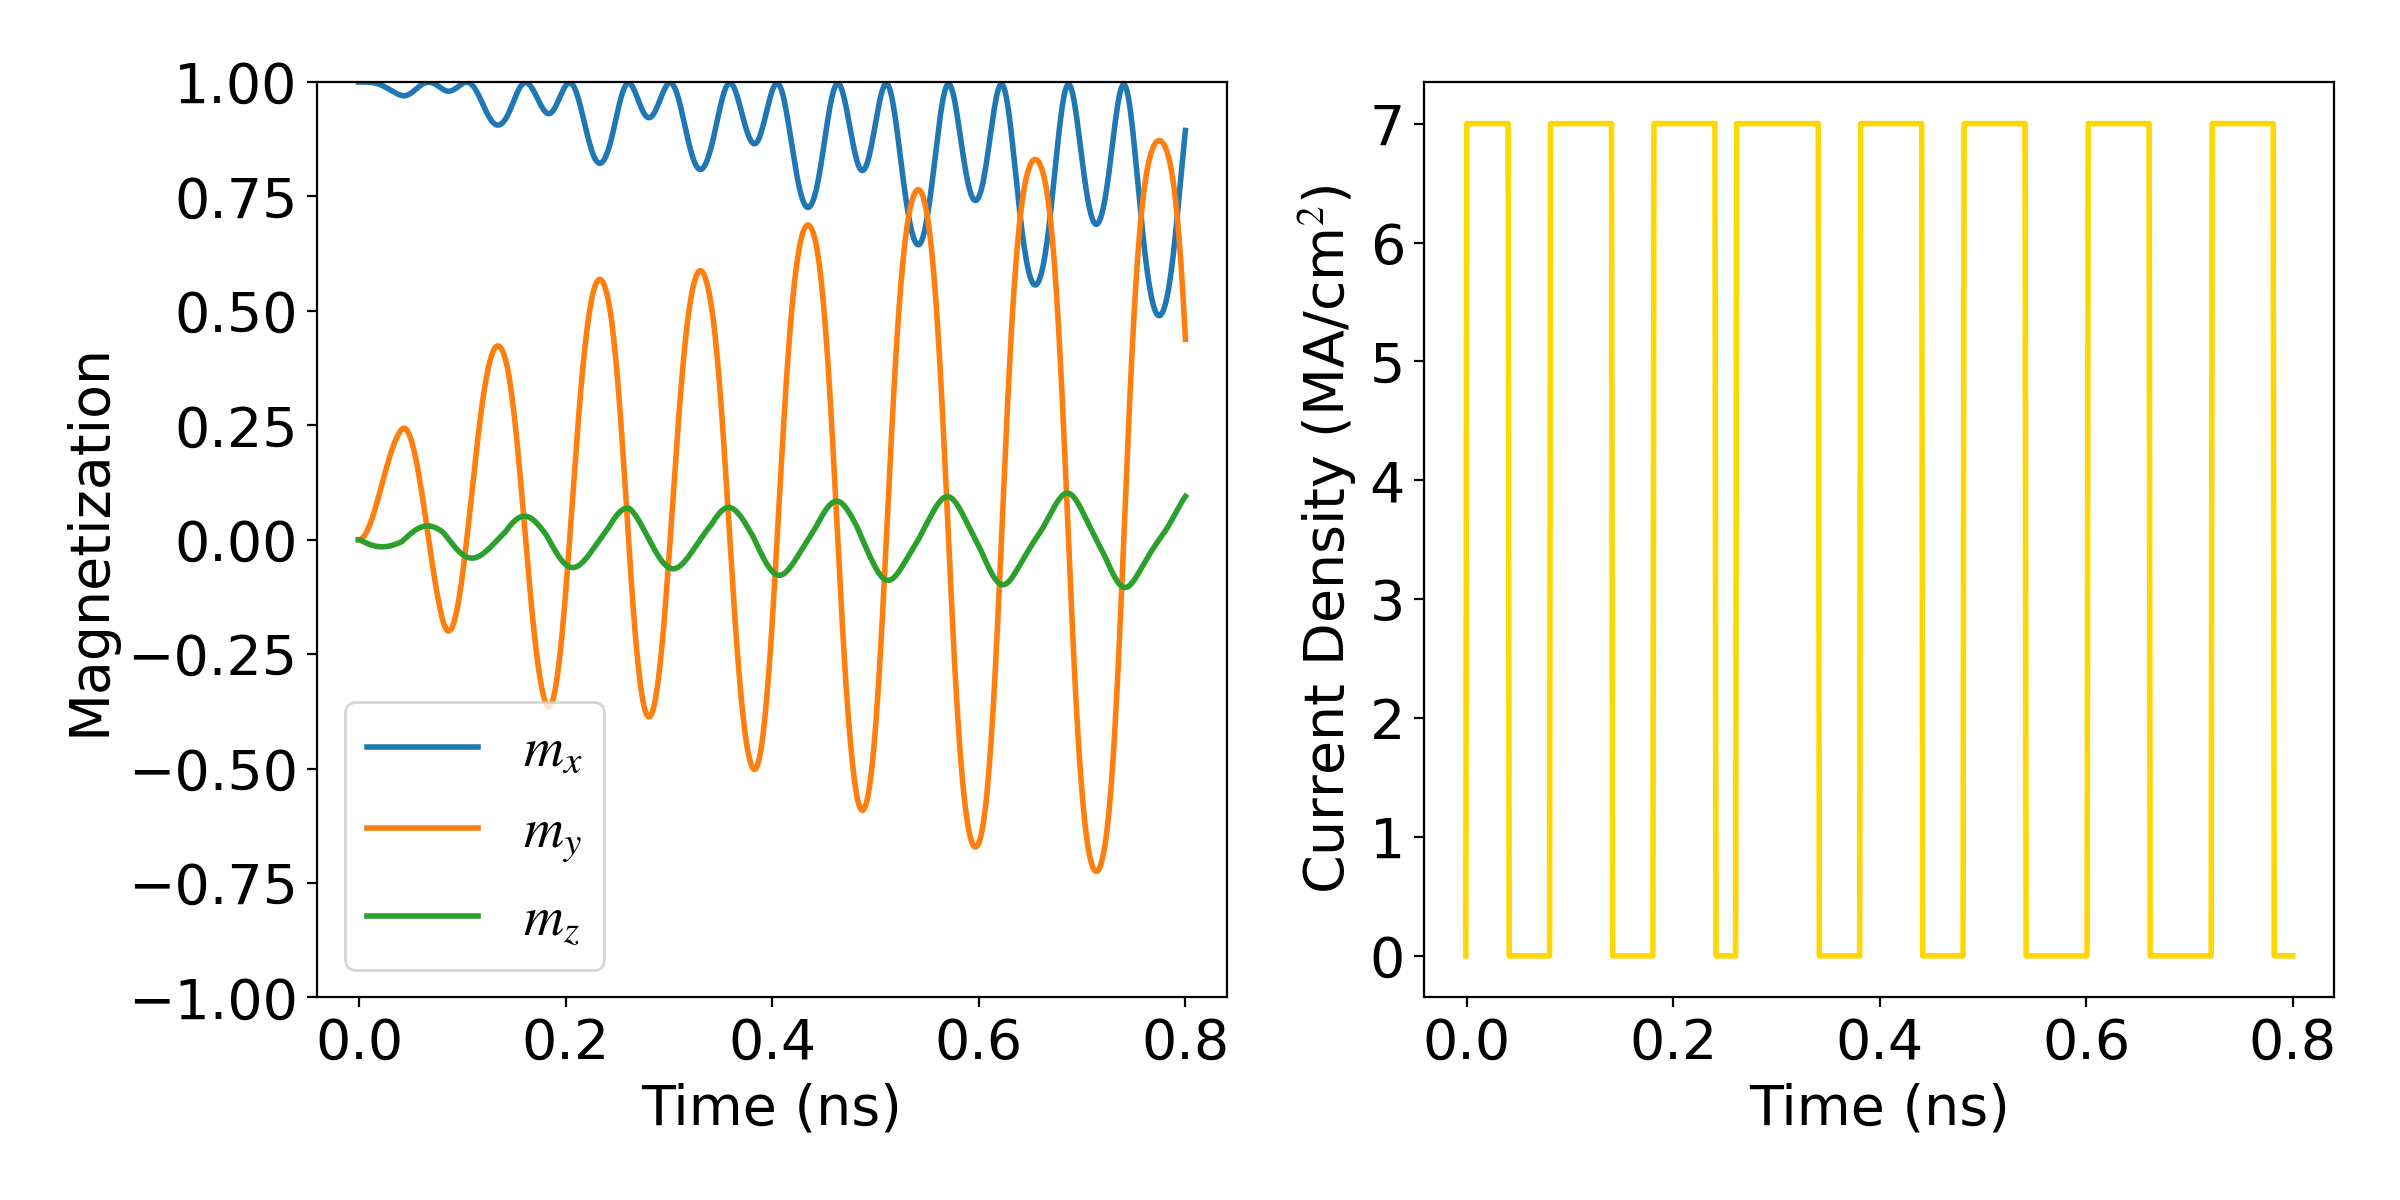 Magnetization
1.00
0.75
0.50
0.25
0.00
−0.25
−0.50
−0.75
−1.00
0.0 0.2 0.4 0.6 0.8
Time (ns)
m_x
m_y
m_z
Current Density (MA/cm²)
7
6
5
4
3
2
1
0
0.0 0.2 0.4 0.6 0.8
Time (ns)